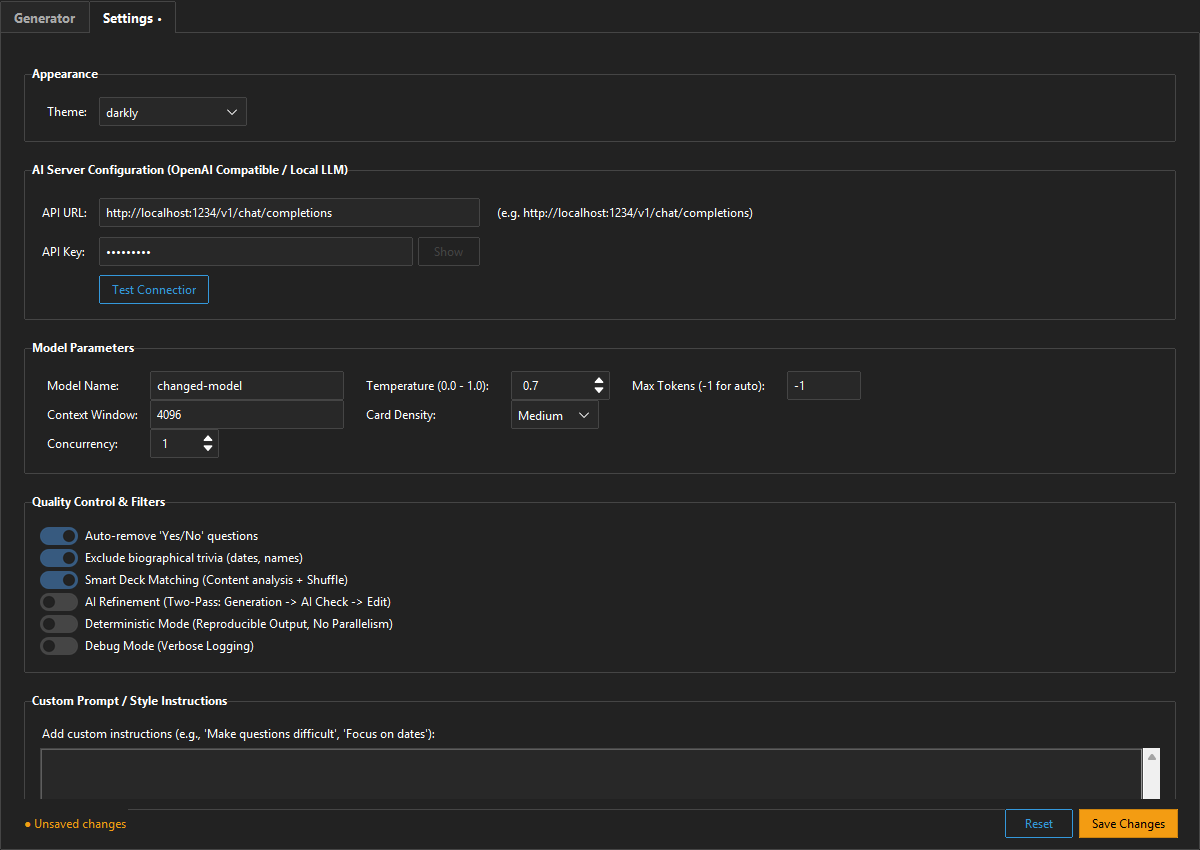 Generator Settings •
Appearance
Theme: darkly
AI Server Configuration (OpenAI Compatible / Local LLM)
API URL: http://localhost:1234/v1/chat/completions (e.g. http://localhost:1234/v1/chat/completions)
API Key: ••••••••• Show
Test Connection
Model Parameters
Model Name: changed-model Temperature (0.0 - 1.0): 0.7 Max Tokens (-1 for auto): -1
Context Window: 4096 Card Density: Medium
Concurrency: 1
Quality Control & Filters
Auto-remove 'Yes/No' questions
Exclude biographical trivia (dates, names)
Smart Deck Matching (Content analysis + Shuffle)
AI Refinement (Two-Pass: Generation -> AI Check -> Edit)
Deterministic Mode (Reproducible Output, No Parallelism)
Debug Mode (Verbose Logging)
Custom Prompt / Style Instructions
Add custom instructions (e.g., 'Make questions difficult', 'Focus on dates'):
● Unsaved changes Reset Save Changes